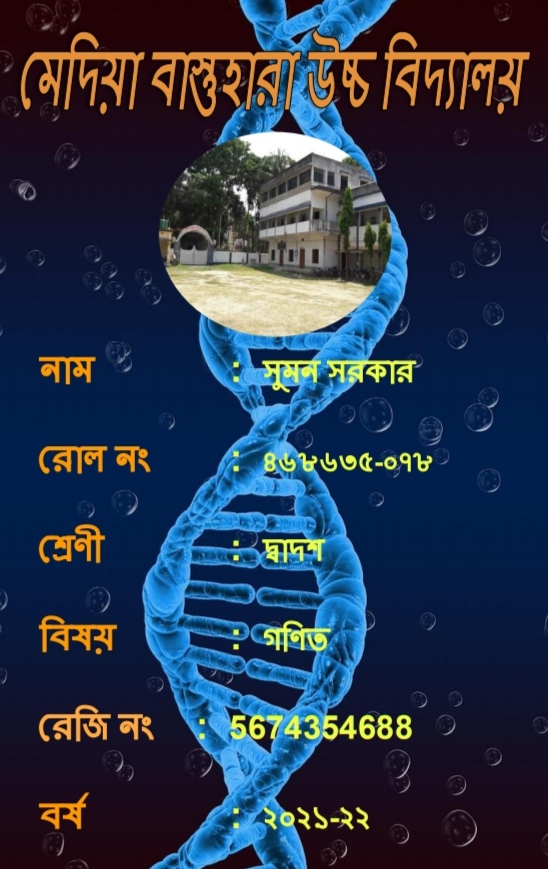 মেদিয়া বাস্তুহারা উচ্চ বিদ্যালয়
নাম : সুমন সরকার
রোল নং : ৪৬৮৬৩৫-০৭৮
শ্রেণী : দ্বাদশ
বিষয় : গণিত
রেজি নং : 5674354688
বর্ষ : ২০২১-২২